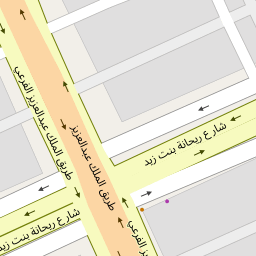 طريق الملك عبدالعزيز الفرعي
طريق الملك عبدالعزيز
شارع ريحانة بنت زيد
طريق الملك عبدالعزيز
شارع ريحانة بنت زيد
الفرعي